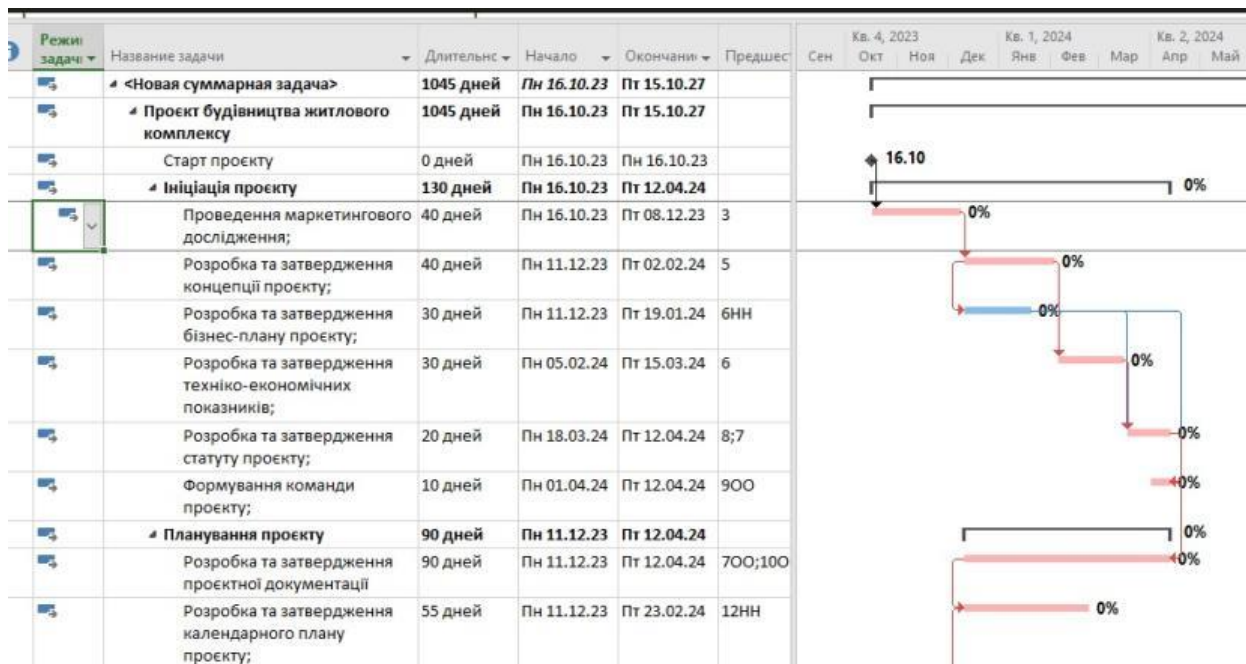 Режи
задачи
Название задачи
Длительнс
Начало
Окончани
Предшест
Сен
Кв. 4, 2023
Окт Ноя Дек
Кв. 1, 2024
Янв Фев Мар
Кв. 2, 2024
Апр Май
<Новая суммарная задача> 1045 дней Пн 16.10.23 Пт 15.10.27
Проєкт будівництва житлового 1045 дней Пн 16.10.23 Пт 15.10.27
комплексу
Старт проєкту 0 дней Пн 16.10.23 Пн 16.10.23 16.10
Ініціація проєкту 130 дней Пн 16.10.23 Пт 12.04.24 0%
Проведення маркетингового 40 дней Пн 16.10.23 Пт 08.12.23 3 0%
дослідження;
Розробка та затвердження 40 дней Пн 11.12.23 Пт 02.02.24 5 0%
концепції проєкту;
Розробка та затвердження 30 дней Пн 11.12.23 Пт 19.01.24 6НН 0%
бізнес-плану проєкту;
Розробка та затвердження 30 дней Пн 05.02.24 Пт 15.03.24 6 0%
техніко-економічних
показників;
Розробка та затвердження 20 дней Пн 18.03.24 Пт 12.04.24 8;7 0%
статуту проєкту;
Формування команди 10 дней Пн 01.04.24 Пт 12.04.24 9ОО 0%
проєкту;
Планування проєкту 90 дней Пн 11.12.23 Пт 12.04.24 0%
Розробка та затвердження 90 дней Пн 11.12.23 Пт 12.04.24 7ОО;10О 0%
проєктної документації
Розробка та затвердження 55 дней Пн 11.12.23 Пт 23.02.24 12НН 0%
календарного плану
проєкту;